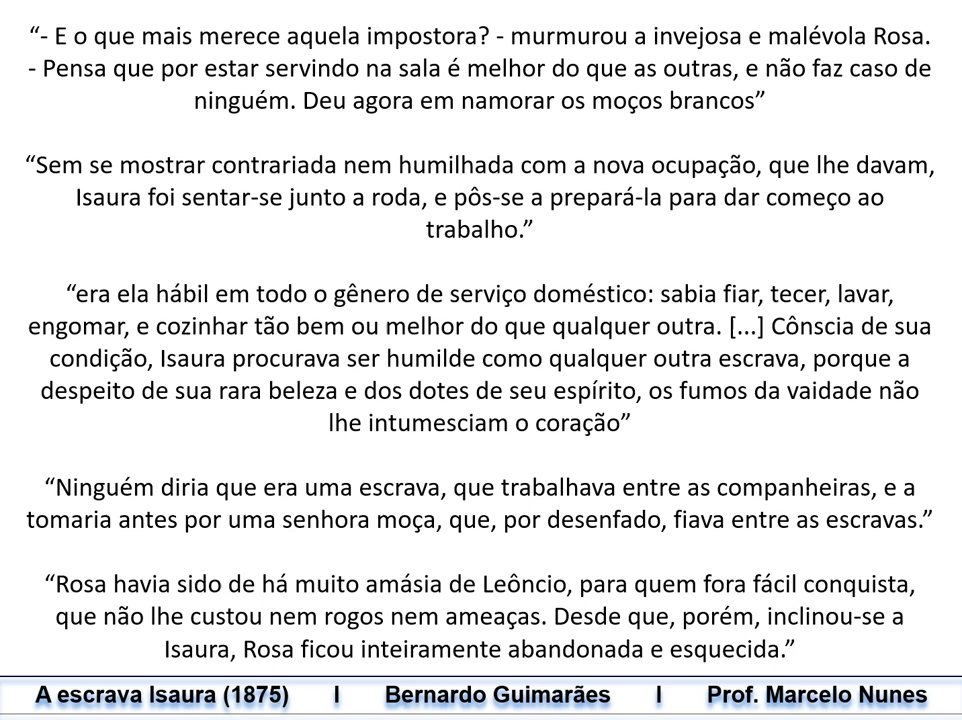 “- E o que mais merece aquela impostora? - murmurou a invejosa e malévola Rosa.
- Pensa que por estar servindo na sala é melhor do que as outras, e não faz caso de
ninguém. Deu agora em namorar os moços brancos”
“Sem se mostrar contrariada nem humilhada com a nova ocupação, que lhe davam,
Isaura foi sentar-se junto a roda, e pôs-se a prepará-la para dar começo ao
trabalho.”
“era ela hábil em todo o gênero de serviço doméstico: sabia fiar, tecer, lavar,
engomar, e cozinhar tão bem ou melhor do que qualquer outra. [...] Cônscia de sua
condição, Isaura procurava ser humilde como qualquer outra escrava, porque a
despeito de sua rara beleza e dos dotes de seu espírito, os fumos da vaidade não
lhe intumesciam o coração”
“Ninguém diria que era uma escrava, que trabalhava entre as companheiras, e a
tomaria antes por uma senhora moça, que, por desenfado, fiava entre as escravas.”
“Rosa havia sido de há muito amásia de Leôncio, para quem fora fácil conquista,
que não lhe custou nem rogos nem ameaças. Desde que, porém, inclinou-se a
Isaura, Rosa ficou inteiramente abandonada e esquecida.”
A escrava Isaura (1875) I Bernardo Guimarães I Prof. Marcelo Nunes